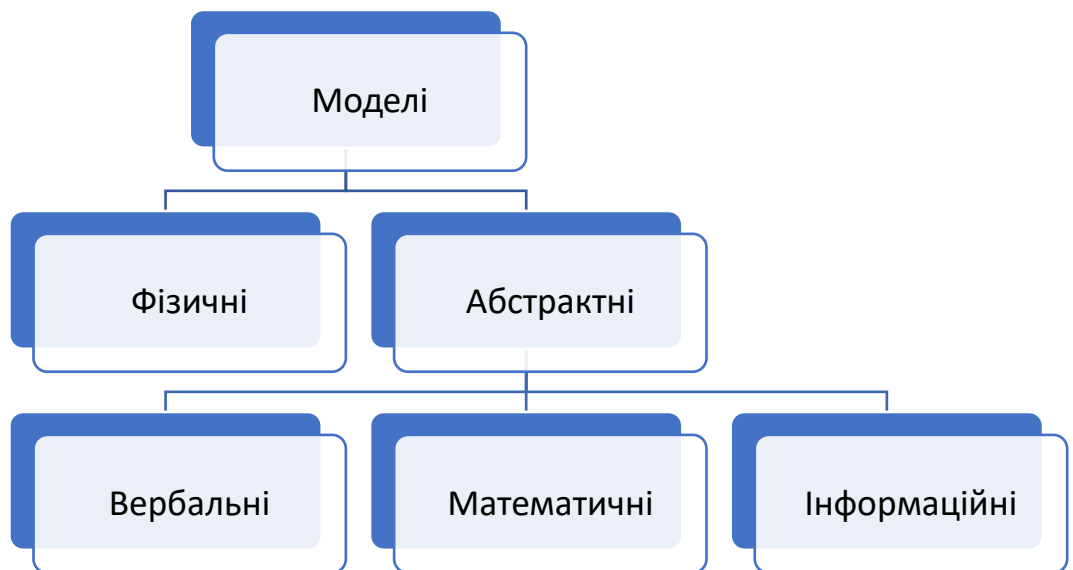 Моделі
Фізичні
Абстрактні
Вербальні
Математичні
Інформаційні